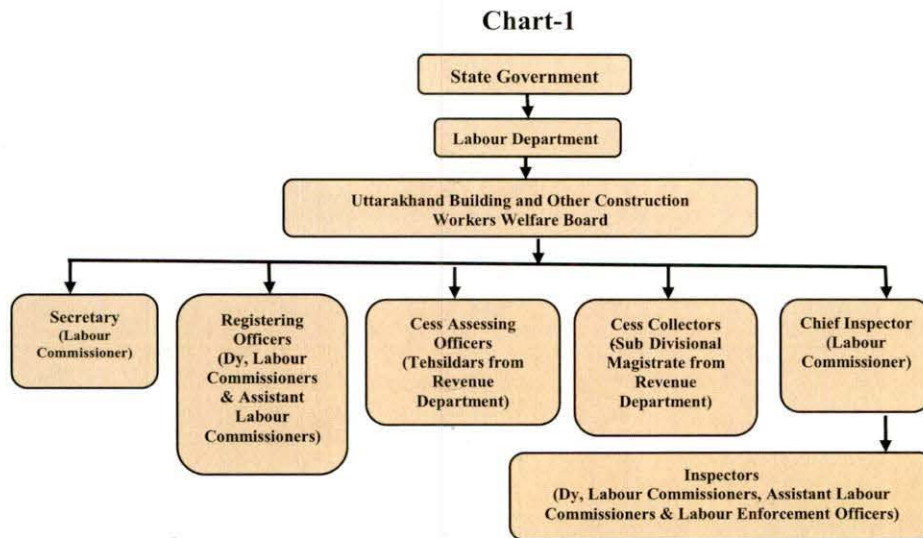 Chart-1
State Government
Labour Department
Uttarakhand Building and Other Construction
Workers Welfare Board
Secretary
(Labour
Commissioner)
Registering
Officers
(Dy, Labour
Commissioners
& Assistant
Labour
Commissioners)
Cess Assessing
Officers
(Tehsildars from
Revenue
Department)
Cess Collectors
(Sub Divisional
Magistrate from
Revenue
Department)
Chief Inspector
(Labour
Commissioner)
Inspectors
(Dy, Labour Commissioners, Assistant Labour
Commissioners & Labour Enforcement Officers)